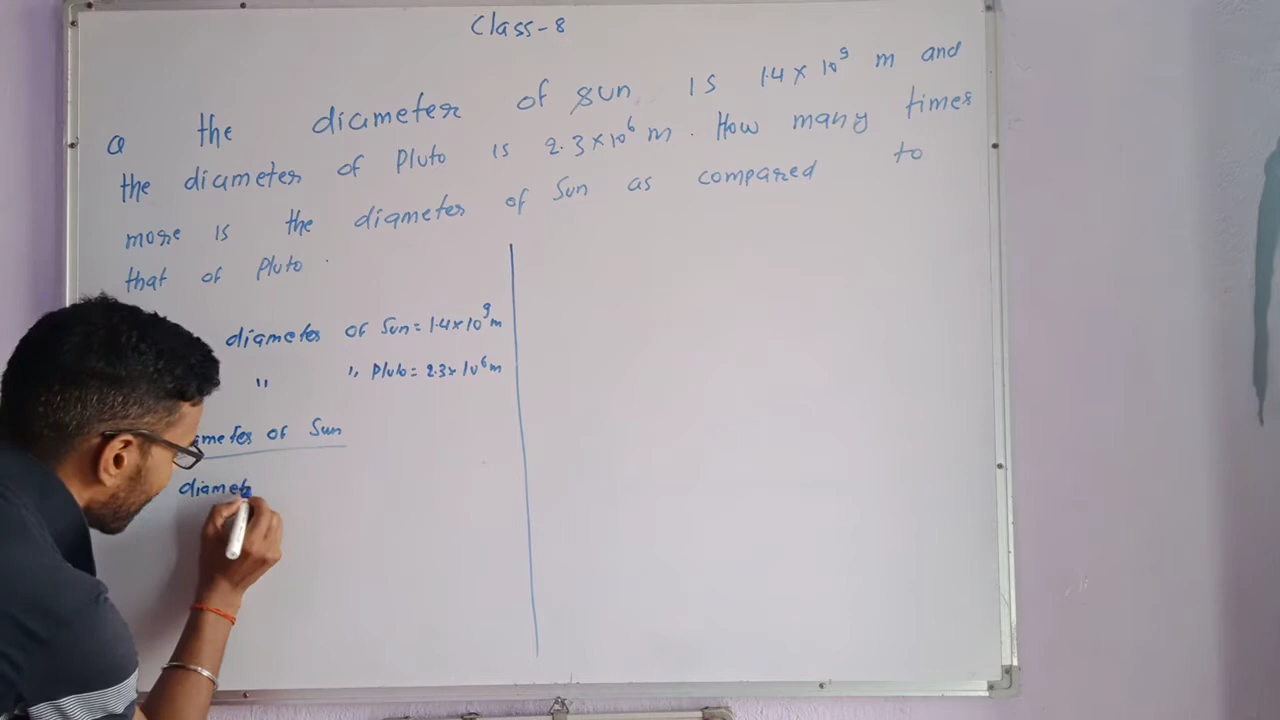 Class-8
Q the diameter of sun is 1.4 x 10⁹ m and
the diameter of Pluto is 2.3 x 10⁶ m. How many times
more is the diameter of Sun as compared to
that of Pluto.
diameter of Sun = 1.4 x 10⁹ m
" " Pluto = 2.3 x 10⁶ m
of Sun